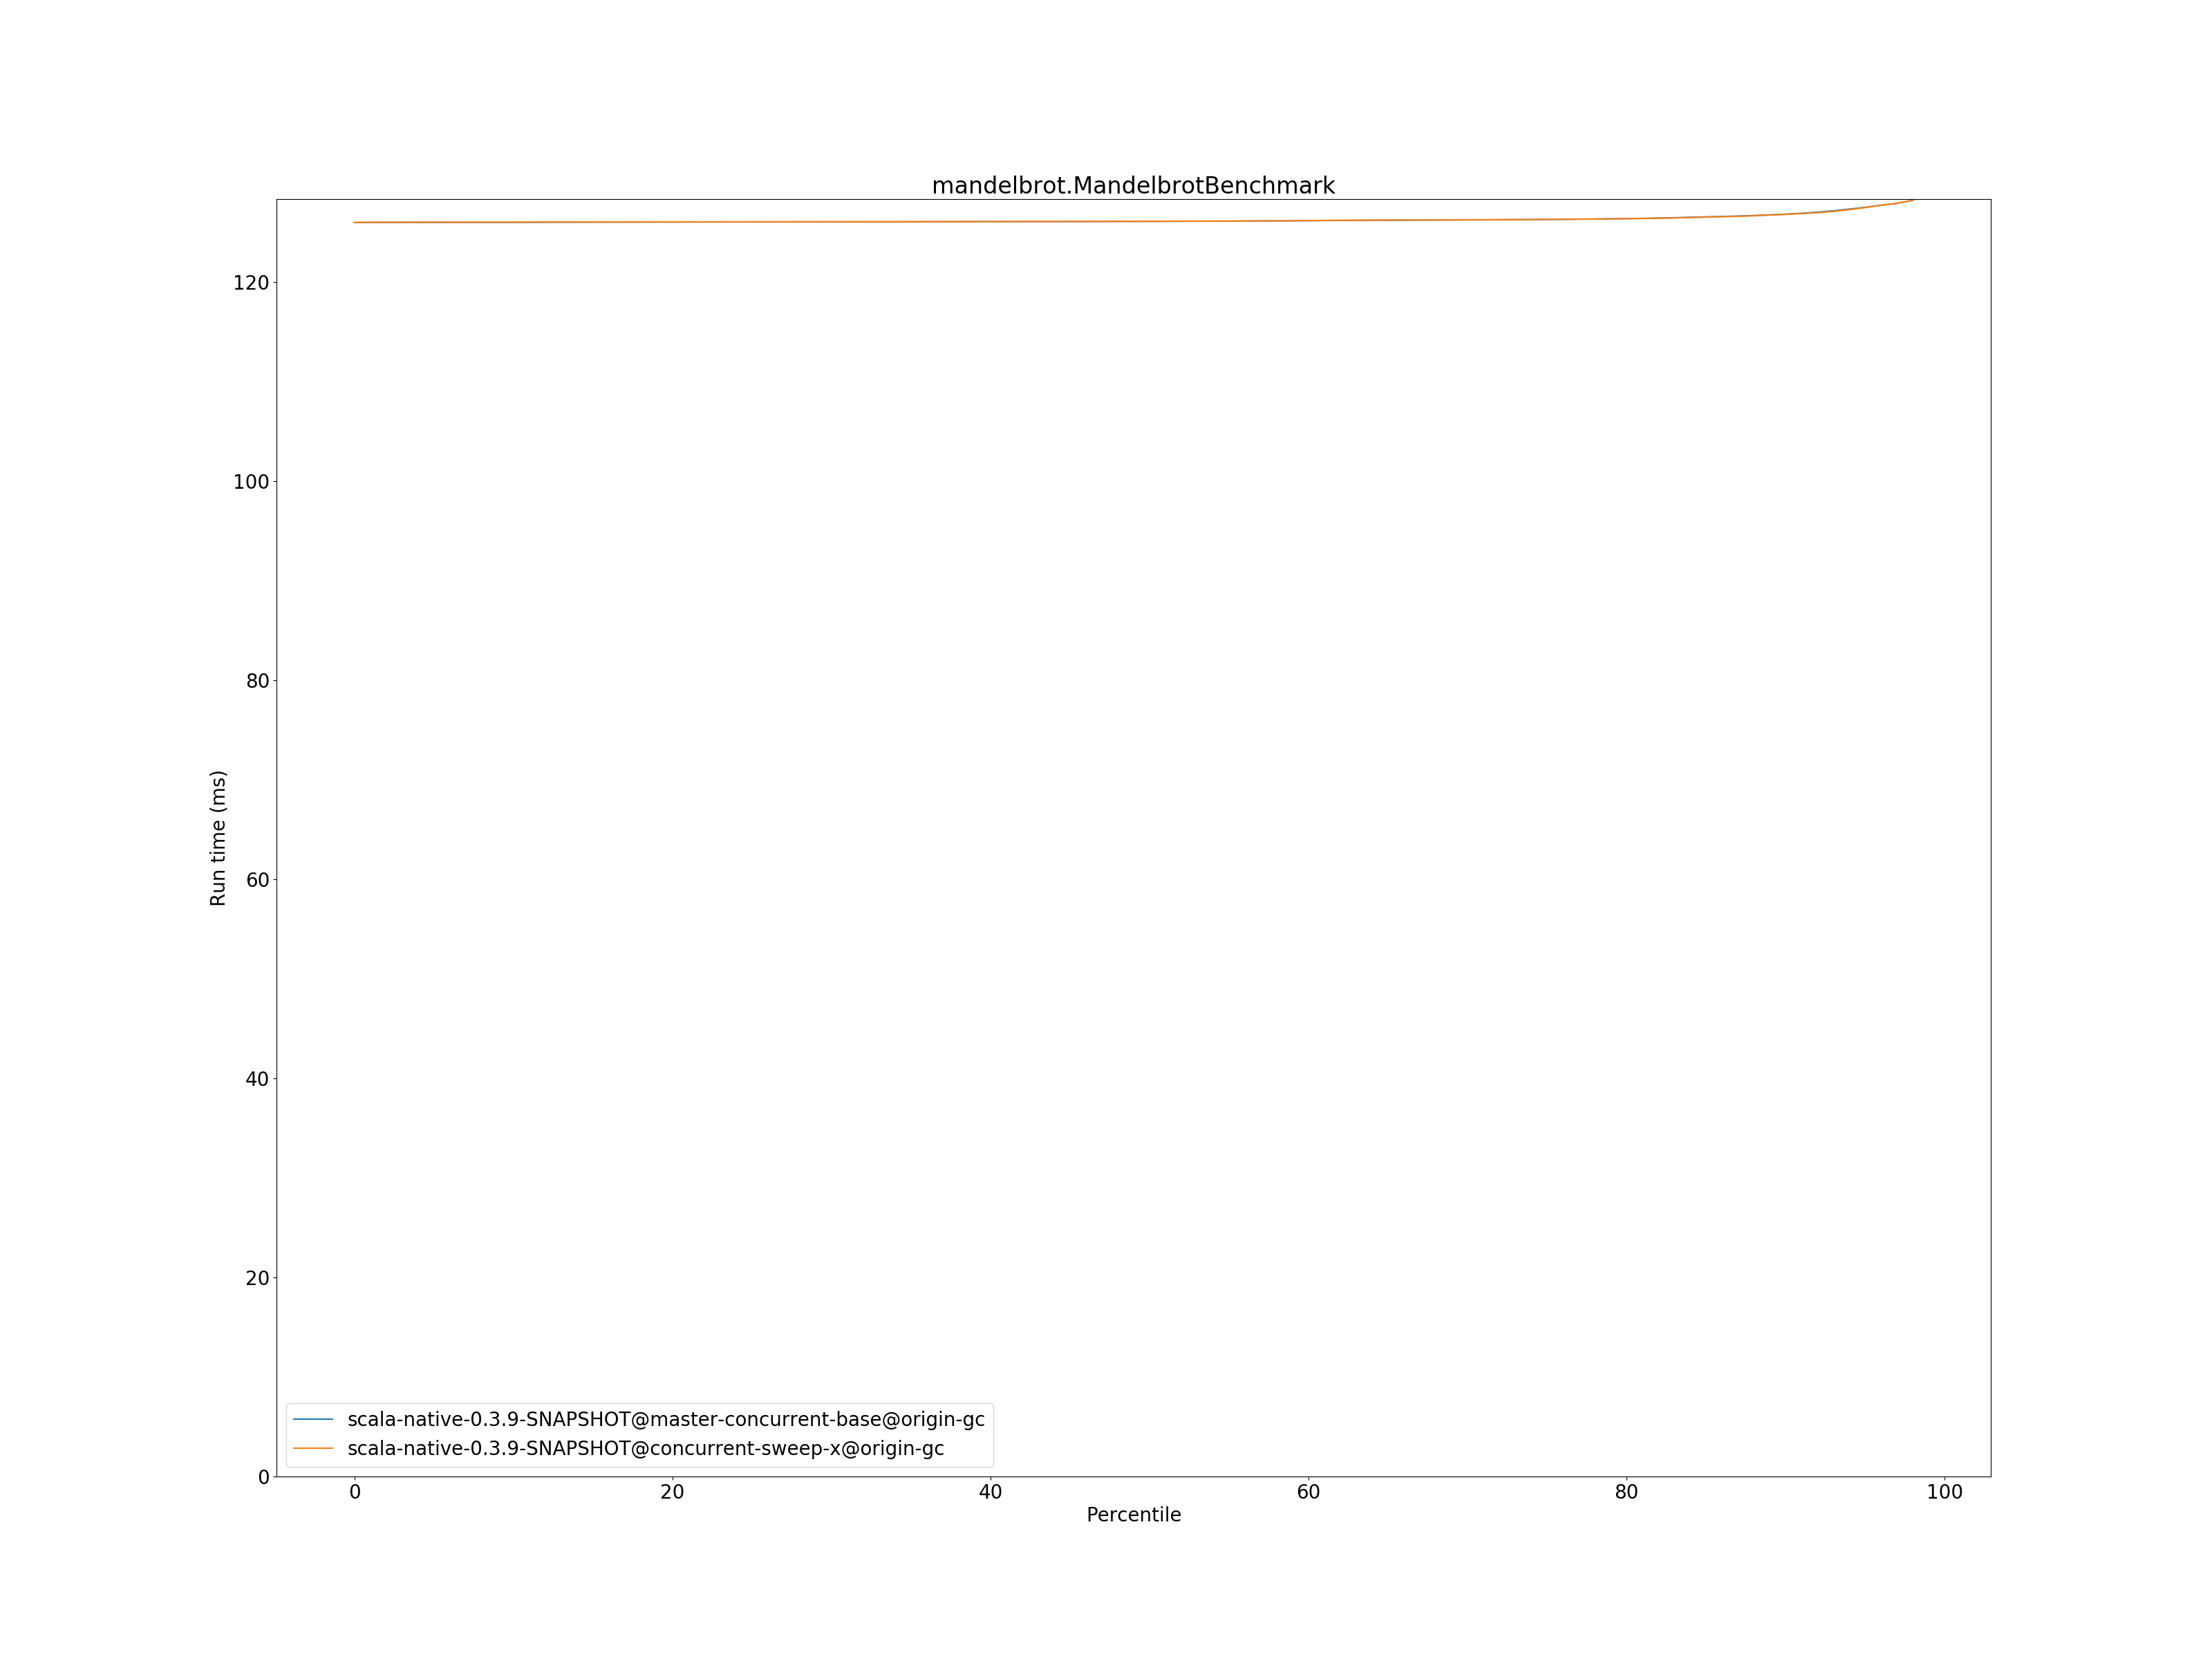 mandelbrot.MandelbrotBenchmark
120
100
80
60
40
20
0
Run time (ms)
scala-native-0.3.9-SNAPSHOT@master-concurrent-base@origin-gc
scala-native-0.3.9-SNAPSHOT@concurrent-sweep-x@origin-gc
0 20 40 60 80 100
Percentile